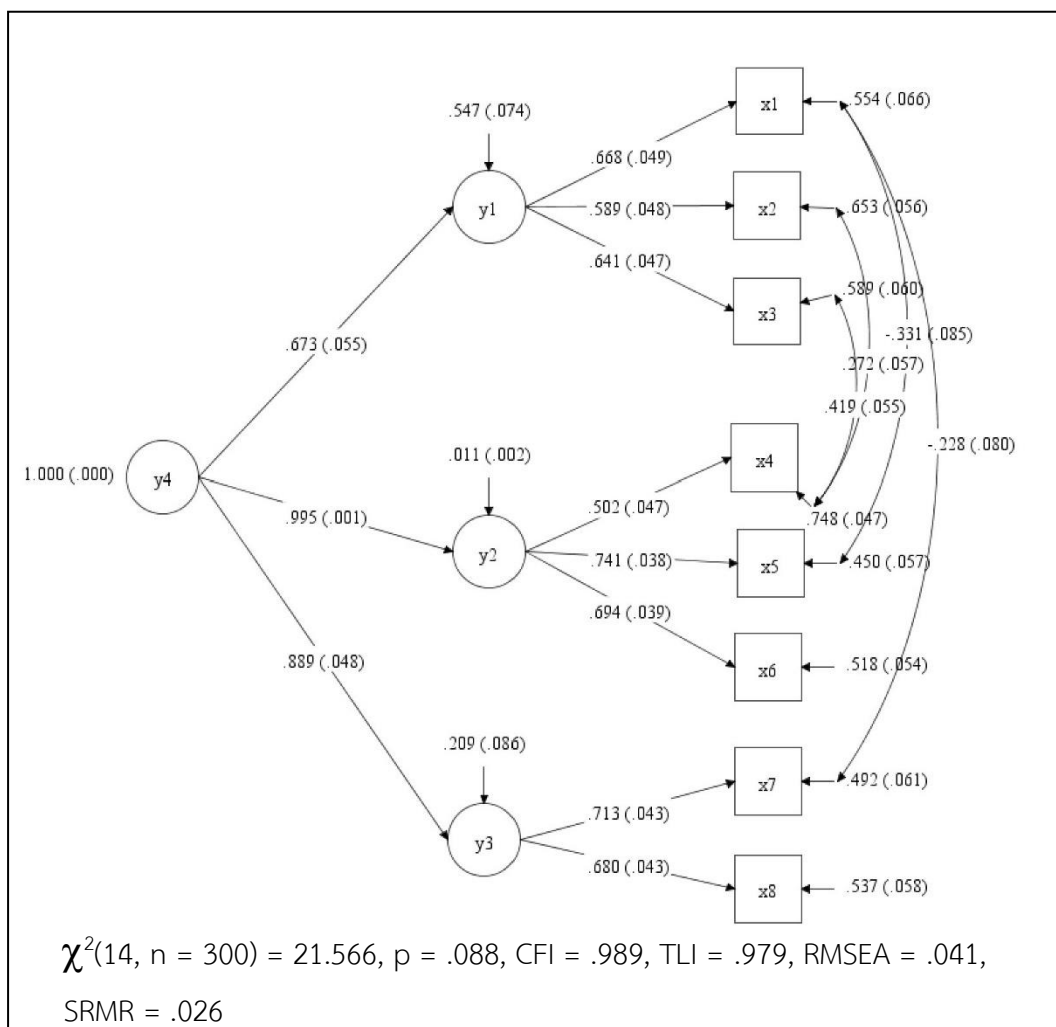 x1
.554 (.066)
.547 (.074)
.668 (.049)
y1
.589 (.048)
x2
.653 (.056)
.641 (.047)
x3
.589 (.060)
.673 (.055)
-.331 (.085)
.272 (.057)
.419 (.055)
-.228 (.080)
1.000 (.000)
y4
.011 (.002)
x4
.502 (.047)
.748 (.047)
.995 (.001)
y2
.741 (.038)
x5
.450 (.057)
.694 (.039)
.889 (.048)
x6
.518 (.054)
.209 (.086)
x7
.492 (.061)
.713 (.043)
y3
.680 (.043)
x8
.537 (.058)
χ²(14, n = 300) = 21.566, p = .088, CFI = .989, TLI = .979, RMSEA = .041,
SRMR = .026